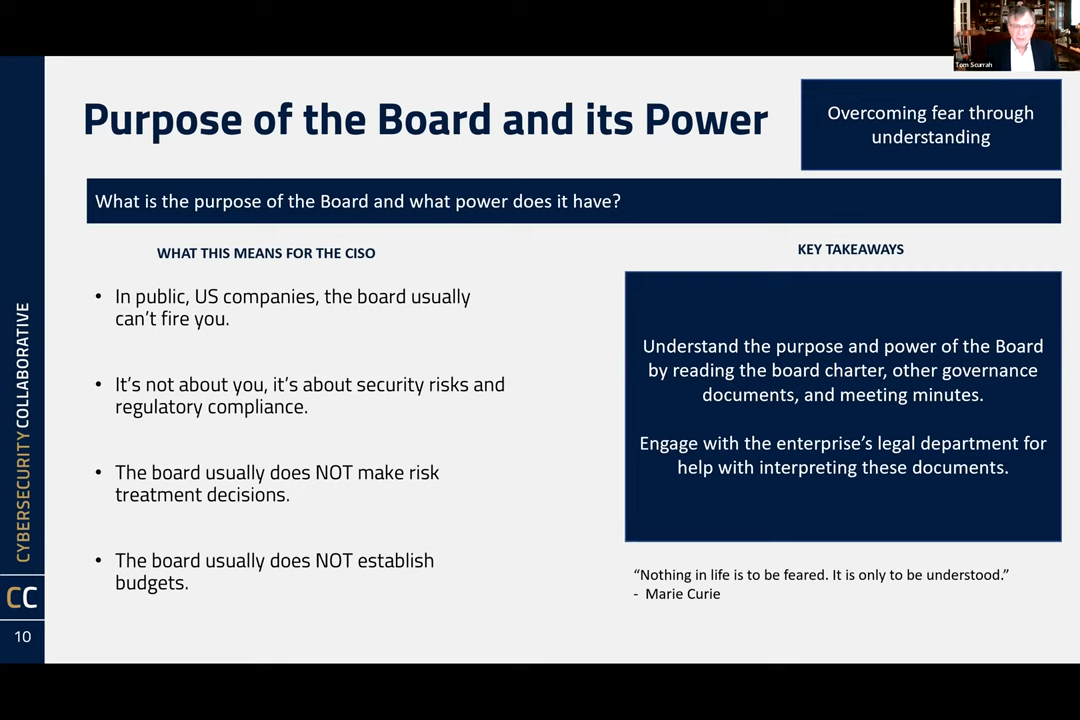 Tom Scurrah
Purpose of the Board and its Power
Overcoming fear through
understanding
What is the purpose of the Board and what power does it have?
WHAT THIS MEANS FOR THE CISO
• In public, US companies, the board usually
can’t fire you.
• It’s not about you, it’s about security risks and
regulatory compliance.
• The board usually does NOT make risk
treatment decisions.
• The board usually does NOT establish
budgets.
KEY TAKEAWAYS
Understand the purpose and power of the Board
by reading the board charter, other governance
documents, and meeting minutes.
Engage with the enterprise’s legal department for
help with interpreting these documents.
“Nothing in life is to be feared. It is only to be understood.”
- Marie Curie
CYBERSECURITY COLLABORATIVE
CC
10